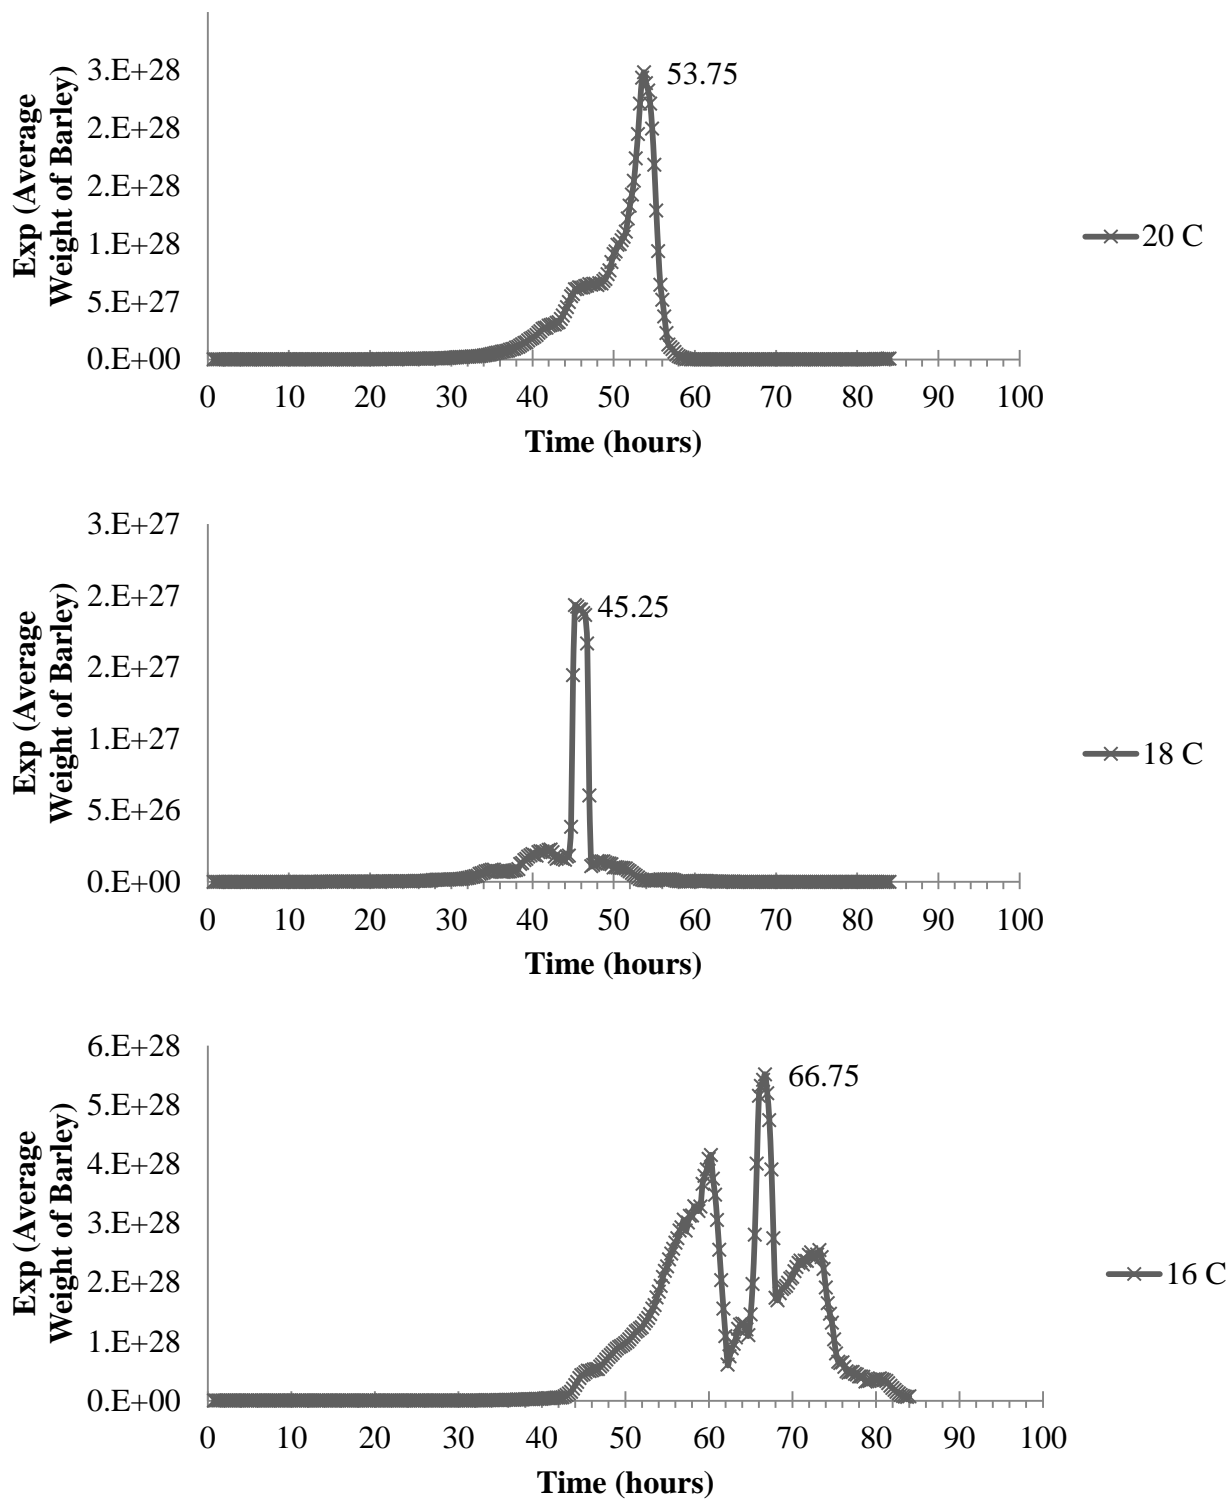 Exp (Average
Weight of Barley)
3.E+28
2.E+28
2.E+28
1.E+28
5.E+27
0.E+00
53.75
20 C
0 10 20 30 40 50 60 70 80 90 100
Time (hours)
Exp (Average
Weight of Barley)
3.E+27
2.E+27
2.E+27
1.E+27
5.E+26
0.E+00
45.25
18 C
0 10 20 30 40 50 60 70 80 90 100
Time (hours)
Exp (Average
Weight of Barley)
6.E+28
5.E+28
4.E+28
3.E+28
2.E+28
1.E+28
0.E+00
66.75
16 C
0 10 20 30 40 50 60 70 80 90 100
Time (hours)